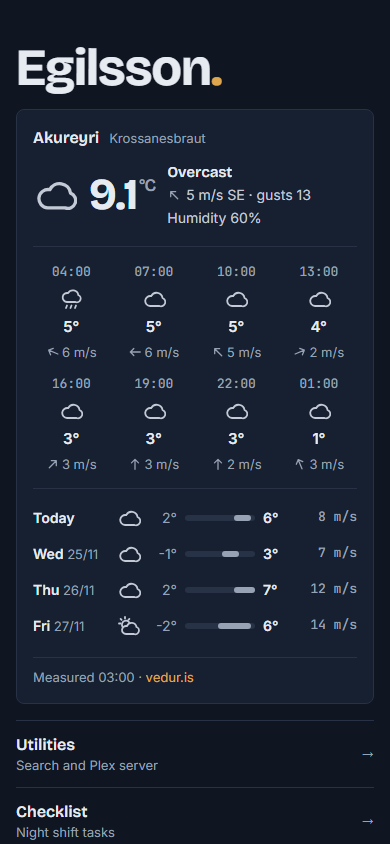 Egilsson.
Akureyri Krossanesbraut
9.1°C
Overcast
↖ 5 m/s SE · gusts 13
Humidity 60%
04:00 07:00 10:00 13:00
5° 5° 5° 4°
↖ 6 m/s ← 6 m/s ↖ 5 m/s ↗ 2 m/s
16:00 19:00 22:00 01:00
3° 3° 3° 1°
↗ 3 m/s ↑ 3 m/s ↑ 2 m/s ↖ 3 m/s
Today 2° 6° 8 m/s
Wed 25/11 -1° 3° 7 m/s
Thu 26/11 2° 7° 12 m/s
Fri 27/11 -2° 6° 14 m/s
Measured 03:00 · vedur.is
Utilities
Search and Plex server →
Checklist
Night shift tasks →